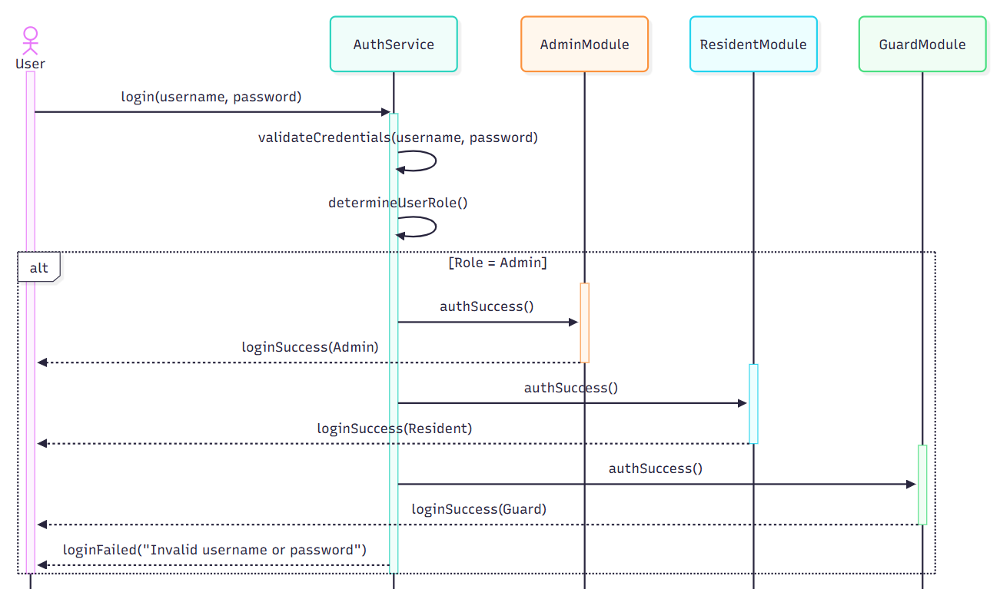 User
AuthService
AdminModule
ResidentModule
GuardModule
login(username, password)
validateCredentials(username, password)
determineUserRole()
alt
[Role = Admin]
authSuccess()
loginSuccess(Admin)
authSuccess()
loginSuccess(Resident)
authSuccess()
loginSuccess(Guard)
loginFailed("Invalid username or password")